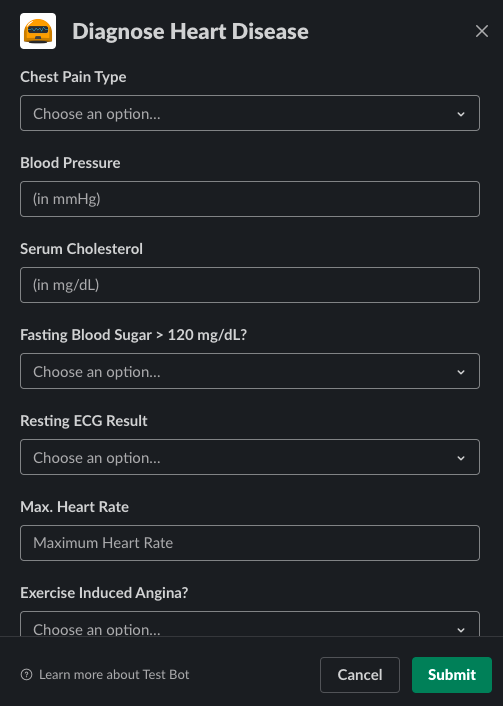 Diagnose Heart Disease
Chest Pain Type
Choose an option...
Blood Pressure
(in mmHg)
Serum Cholesterol
(in mg/dL)
Fasting Blood Sugar > 120 mg/dL?
Choose an option...
Resting ECG Result
Choose an option...
Max. Heart Rate
Maximum Heart Rate
Exercise Induced Angina?
Choose an option...
Learn more about Test Bot
Cancel
Submit